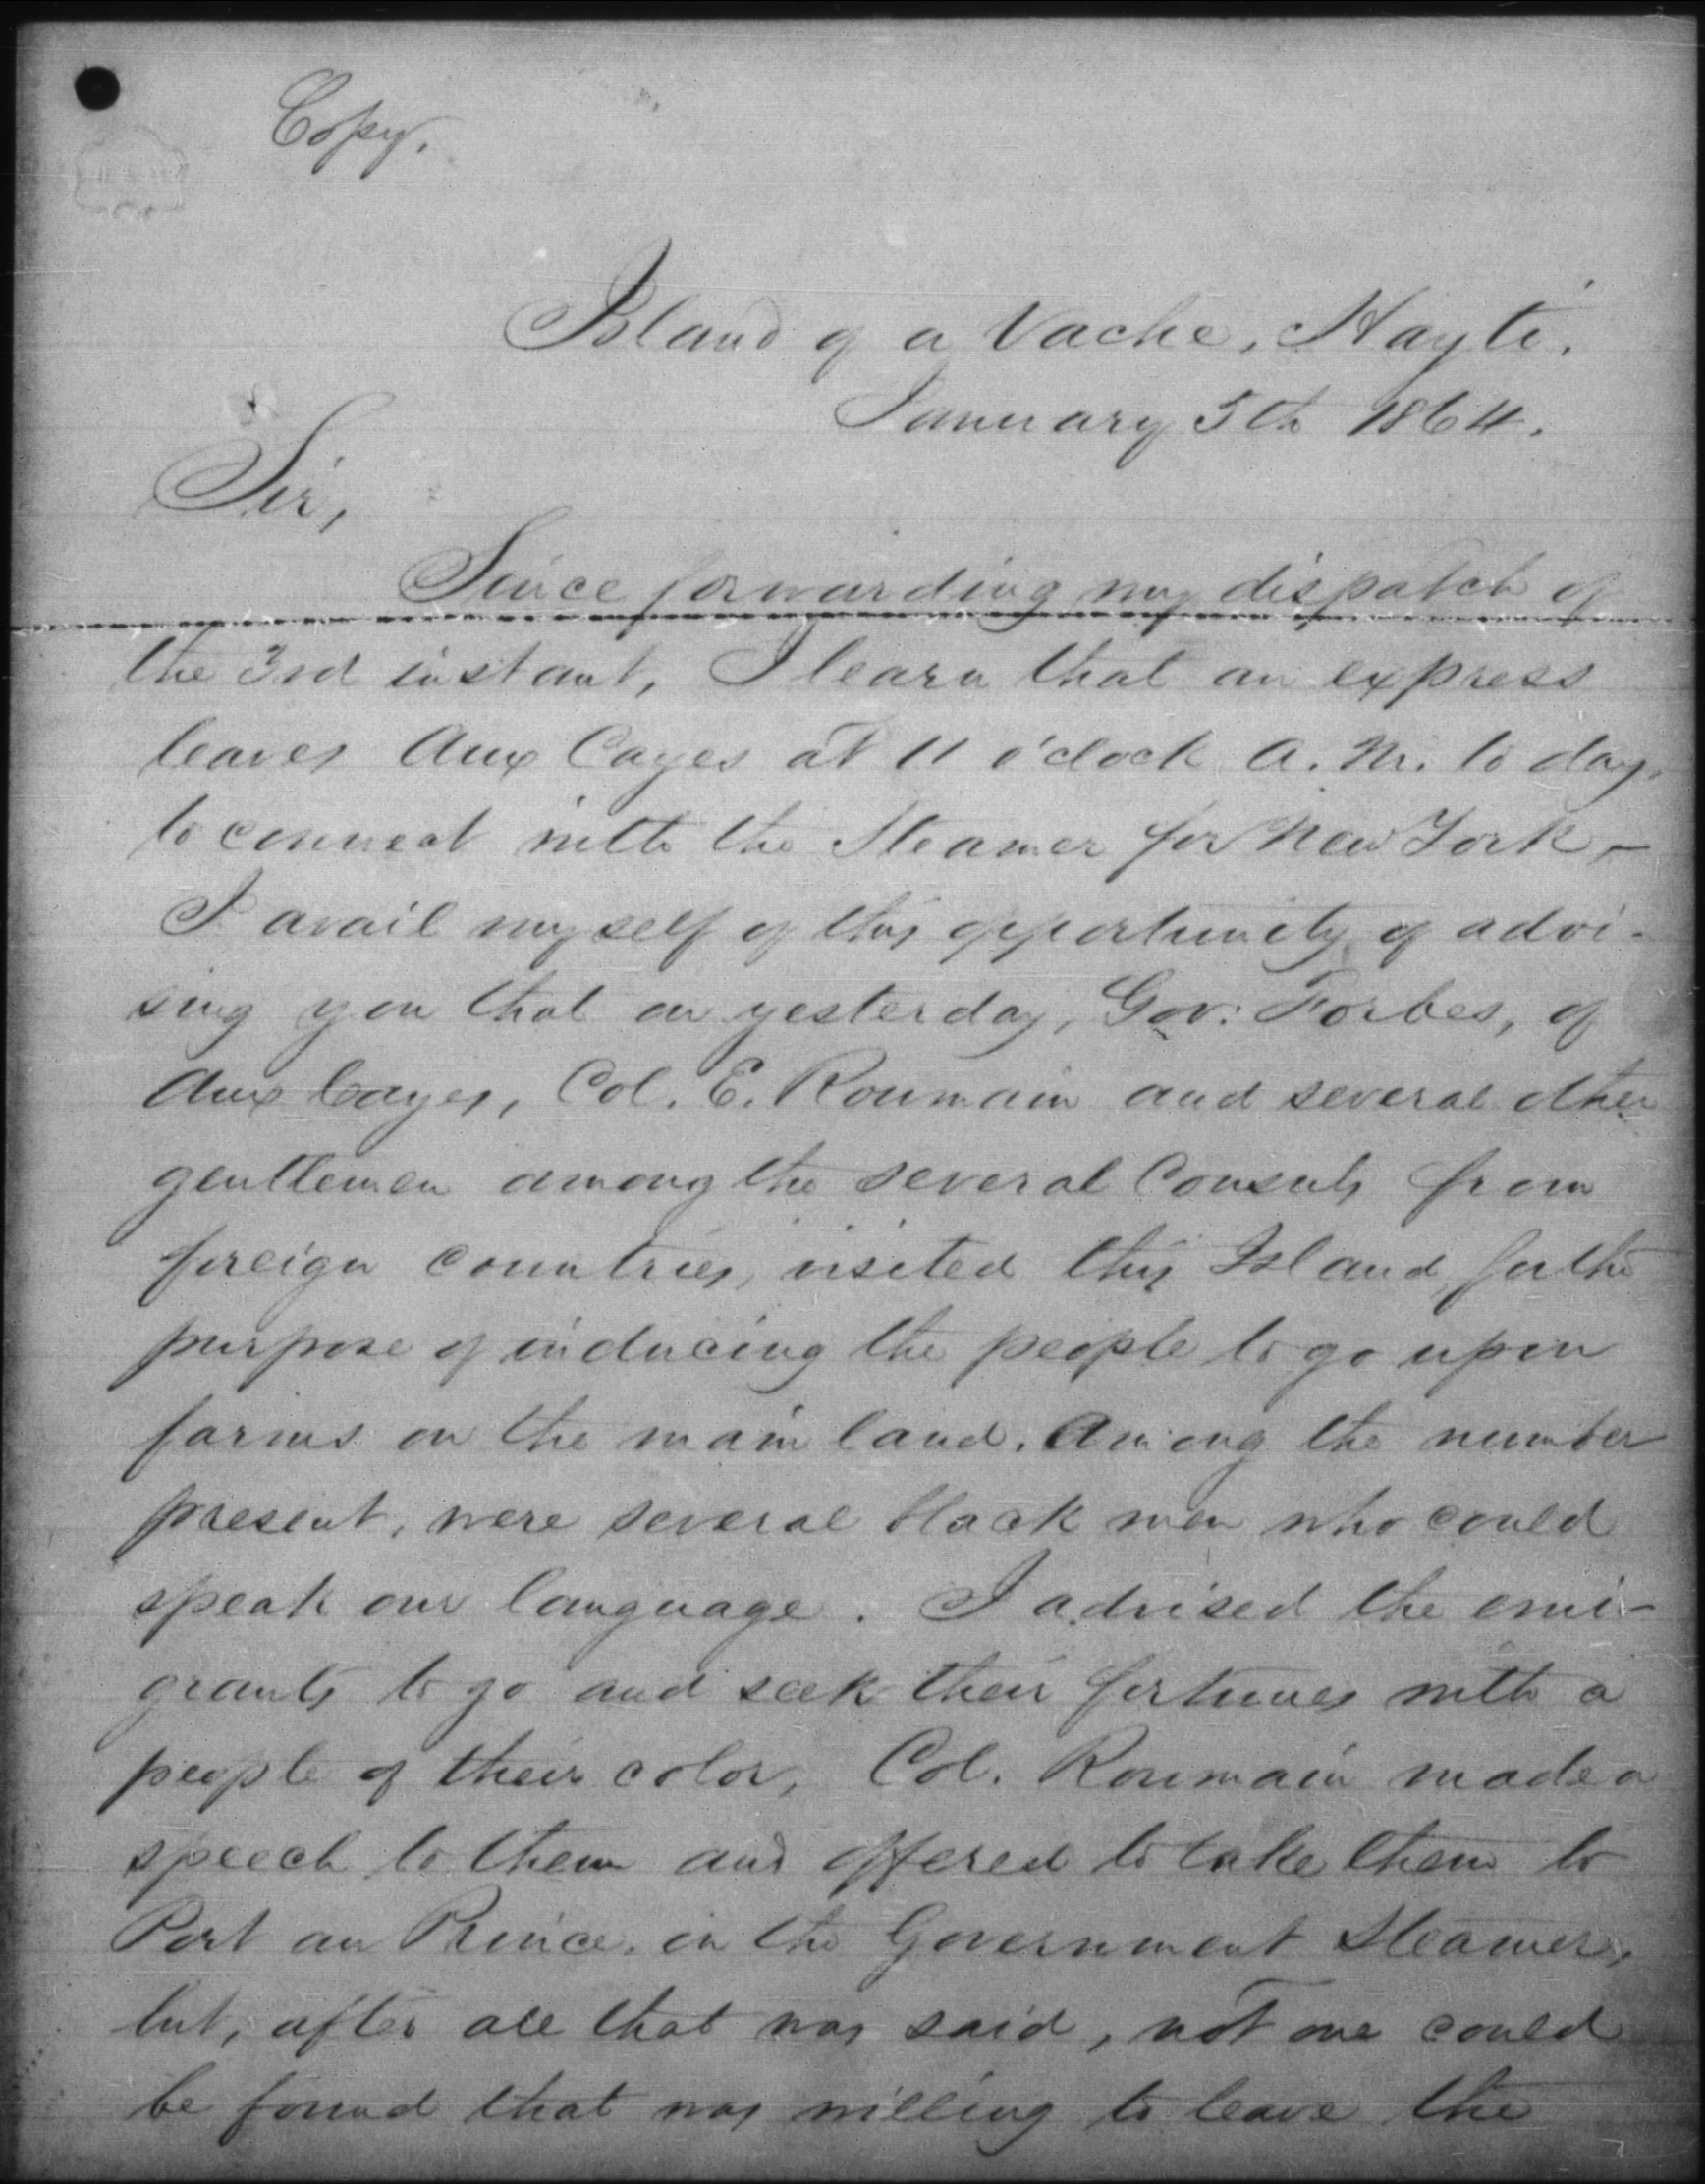 Copy.
Island of a Vache, Hayti.
January 5th 1864.
Sir,
Since forwarding my dispatch of
the 3rd instant, I learn that an express
leaves Aux Cayes at 11 o'clock A.M. to day,
to connect with the Steamer for New York,-
I avail myself of this opportunity of advi-
sing you that on yesterday, Gov: Forbes, of
Aux Cayes, Col. E. Roumain and several other
gentlemen among the several Consuls from
foreign countries, visited this Island, for the
purpose of inducing the people to go upon
farms on the main land. Among the number
present, were several black men who could
speak our language. I advised the emi-
grants to go and seek their fortunes with a
people of their color, Col. Roumain made a
speech to them and offered to take them to
Port au Prince, in the Government Steamer,
but, after all that was said, not one could
be found that was willing to leave the